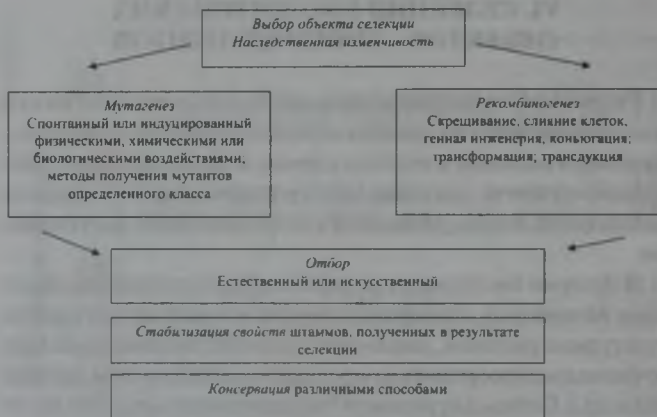 Выбор объекта селекции
Наследственная изменчивость
Мутагенез
Спонтанный или индуцированный
физическими, химическими или
биологическими воздействиями,
методы получения мутантов
определенного класса
Рекомбиногенез
Скрещивание, слияние клеток,
генная инженерия, коньюгация;
трансформация; трансдукция
Отбор
Естественный или искусственный
Стабилизация свойств штаммов, полученных в результате
селекции
Консервация различными способами